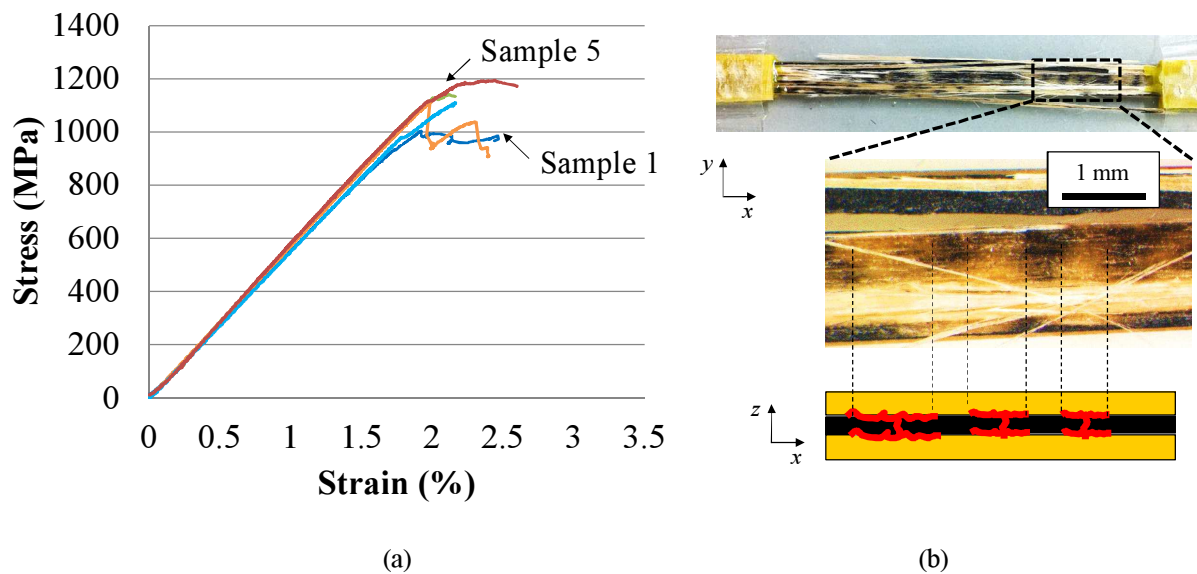 1400
1200
1000
800
600
400
200
0
Stress (MPa)
0 0.5 1 1.5 2 2.5 3 3.5
Strain (%)
Sample 5
Sample 1
(a)
y
x
1 mm
z
x
(b)